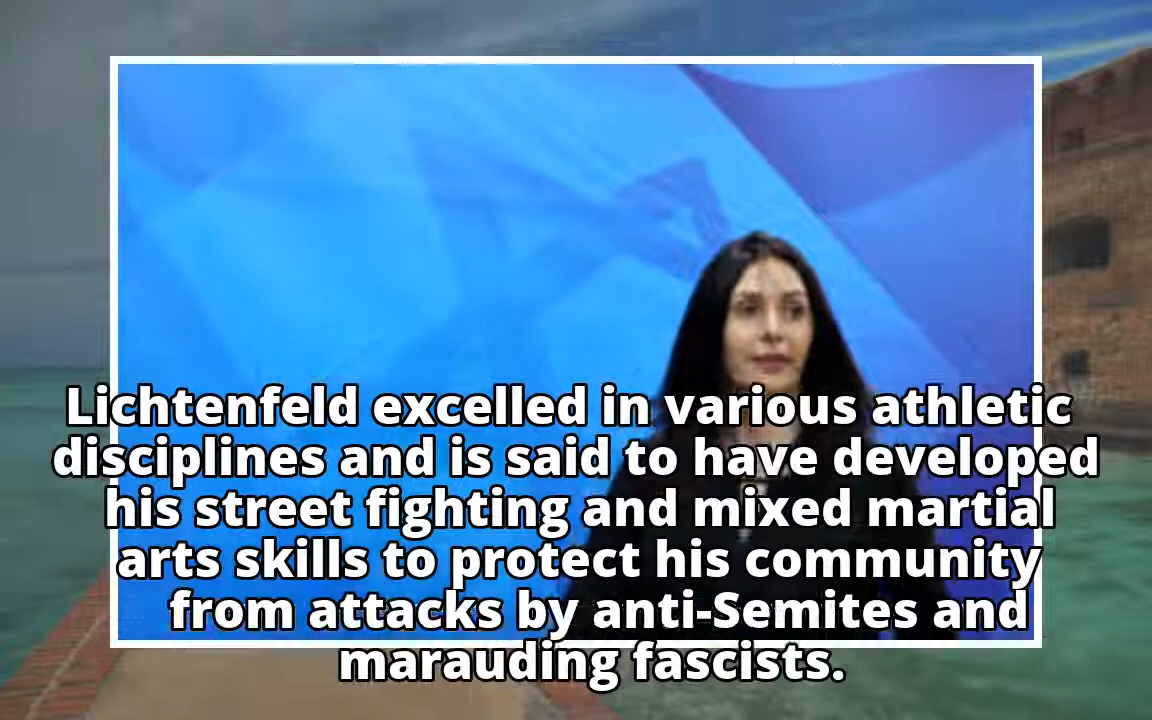 Lichtenfeld excelled in various athletic
disciplines and is said to have developed
his street fighting and mixed martial
arts skills to protect his community
from attacks by anti-Semites and
marauding fascists.